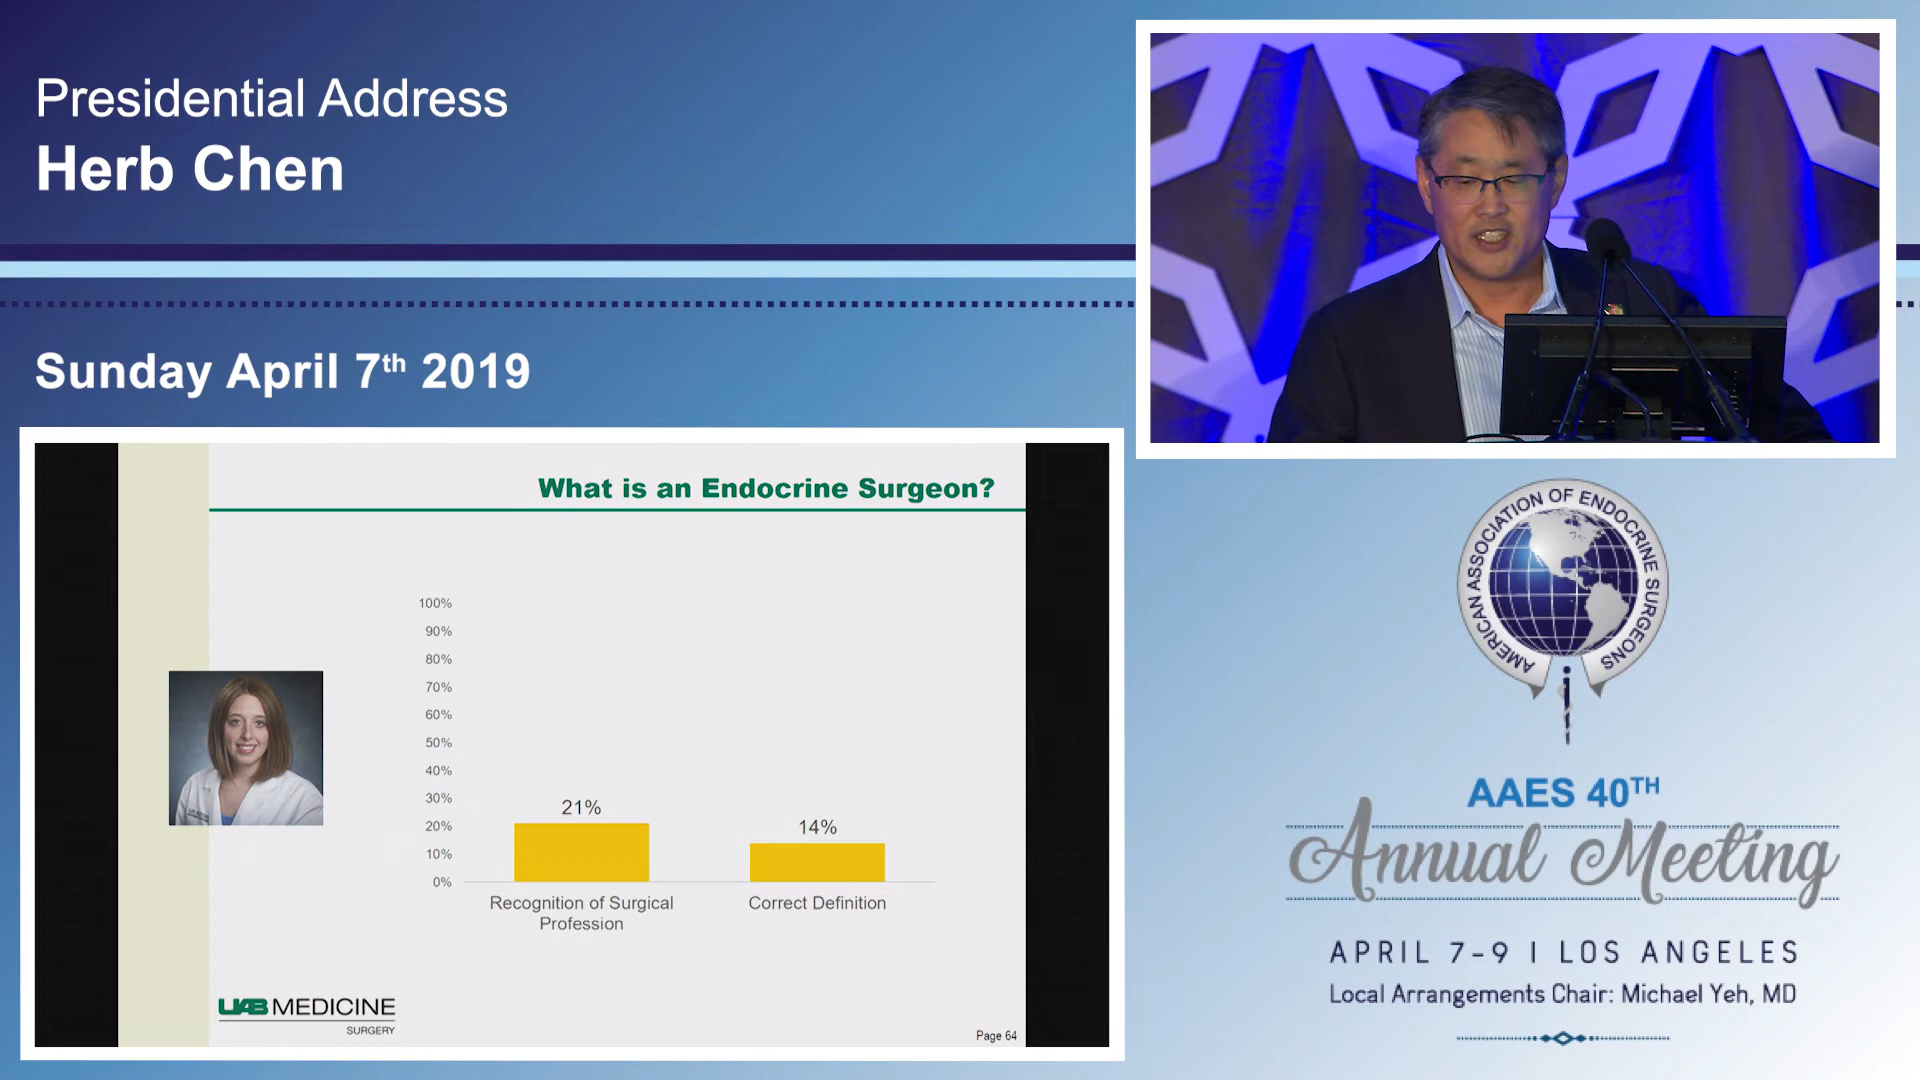 Presidential Address
Herb Chen
Sunday April 7th 2019
What is an Endocrine Surgeon?
100%
90%
80%
70%
60%
50%
40%
30%
20%
10%
0%
21%
14%
Recognition of Surgical
Profession
Correct Definition
UAB MEDICINE
SURGERY
Page 64
AMERICAN ASSOCIATION OF ENDOCRINE SURGEONS
AAES 40TH
Annual Meeting
APRIL 7-9 | LOS ANGELES
Local Arrangements Chair: Michael Yeh, MD